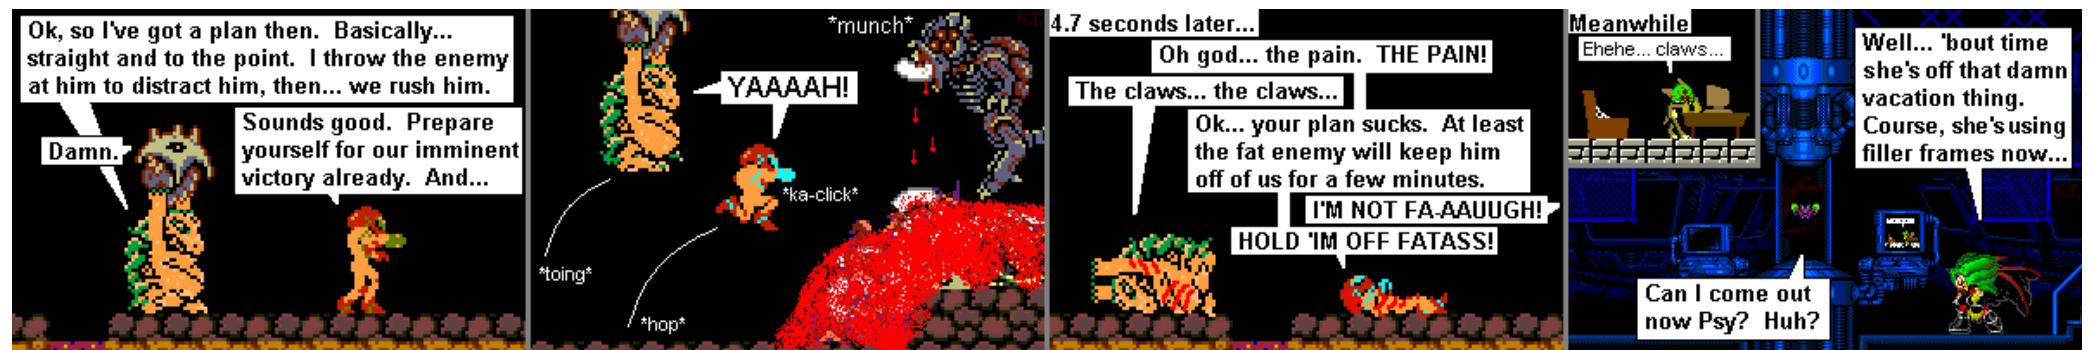 Ok, so I've got a plan then. Basically...
straight and to the point. I throw the enemy
at him to distract him, then... we rush him.
Damn.
Sounds good. Prepare
yourself for our imminent
victory already. And...
*munch*
YAAAAH!
*ka-click*
*toing*
*hop*
4.7 seconds later...
Oh god... the pain. THE PAIN!
The claws... the claws...
Ok... your plan sucks. At least
the fat enemy will keep him
off of us for a few minutes.
I'M NOT FA-AAUUGH!
HOLD 'IM OFF FATASS!
Meanwhile
Ehehe... claws...
Well... 'bout time
she's off that damn
vacation thing.
Course, she's using
filler frames now...
Can I come out
now Psy? Huh?